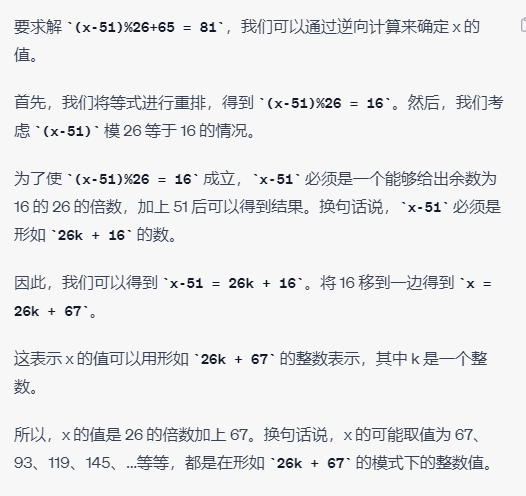 要求解 `(x-51)%26+65 = 81`，我们可以通过逆向计算来确定 x 的
值。
首先，我们将等式进行重排，得到 `(x-51)%26 = 16`。然后，我们考
虑 `(x-51)` 模 26 等于 16 的情况。
为了使 `(x-51)%26 = 16` 成立，`x-51` 必须是一个能够给出余数为
16 的 26 的倍数，加上 51 后可以得到结果。换句话说，`x-51` 必须是
形如 `26k + 16` 的数。
因此，我们可以得到 `x-51 = 26k + 16`。将 16 移到一边得到 `x =
26k + 67`。
这表示 x 的值可以用形如 `26k + 67` 的整数表示，其中 k 是一个整
数。
所以，x 的值是 26 的倍数加上 67。换句话说，x 的可能取值为 67、
93、119、145、...等等，都是在形如 `26k + 67` 的模式下的整数值。